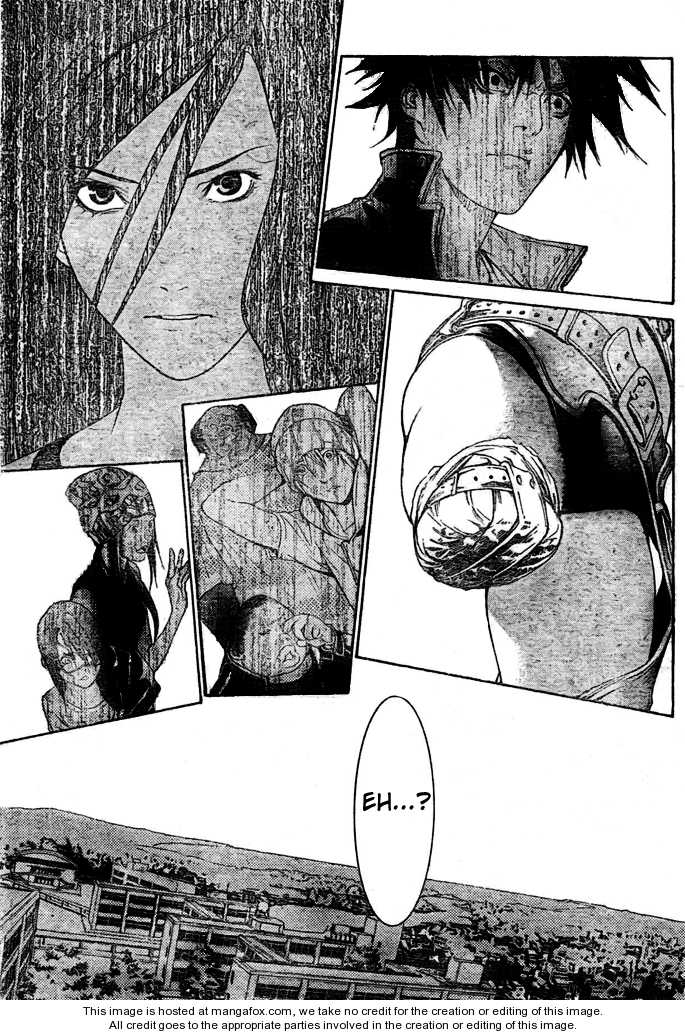 EH...?
This image is hosted at mangafox.com, we take no credit for the creation or editing of this image.
All credit goes to the appropriate parties involved in the creation or editing of this image.